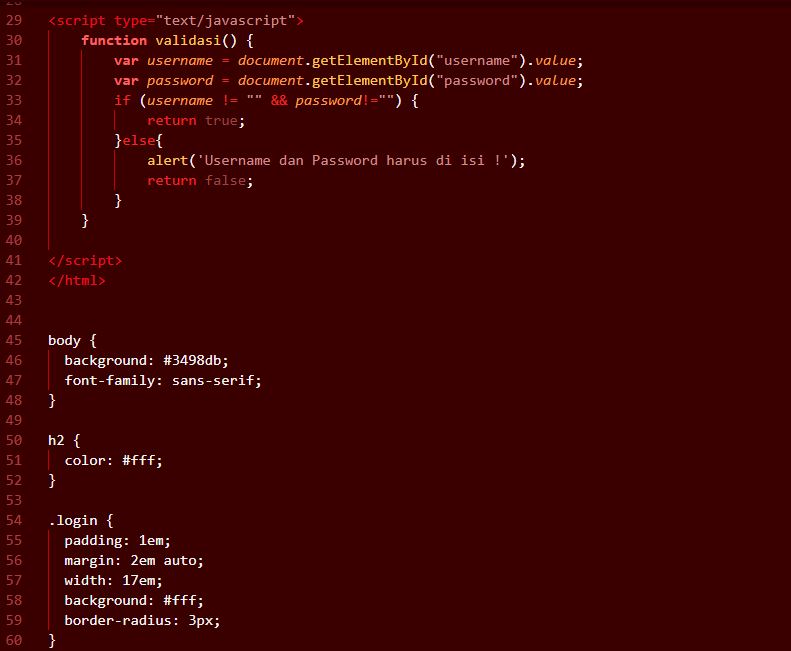 29 <script type="text/javascript">
30     function validasi() {
31         var username = document.getElementById("username").value;
32         var password = document.getElementById("password").value;
33         if (username != "" && password!="") {
34             return true;
35         }else{
36             alert('Username dan Password harus di isi !');
37             return false;
38         }
39     }
40
41 </script>
42 </html>
43
44
45 body {
46   background: #3498db;
47   font-family: sans-serif;
48 }
49
50 h2 {
51   color: #fff;
52 }
53
54 .login {
55   padding: 1em;
56   margin: 2em auto;
57   width: 17em;
58   background: #fff;
59   border-radius: 3px;
60 }